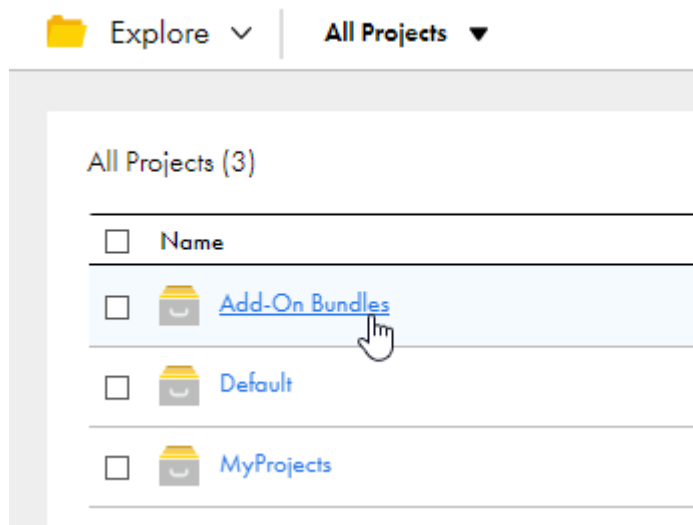 Explore All Projects
All Projects (3)
Name
Add-On Bundles
Default
MyProjects